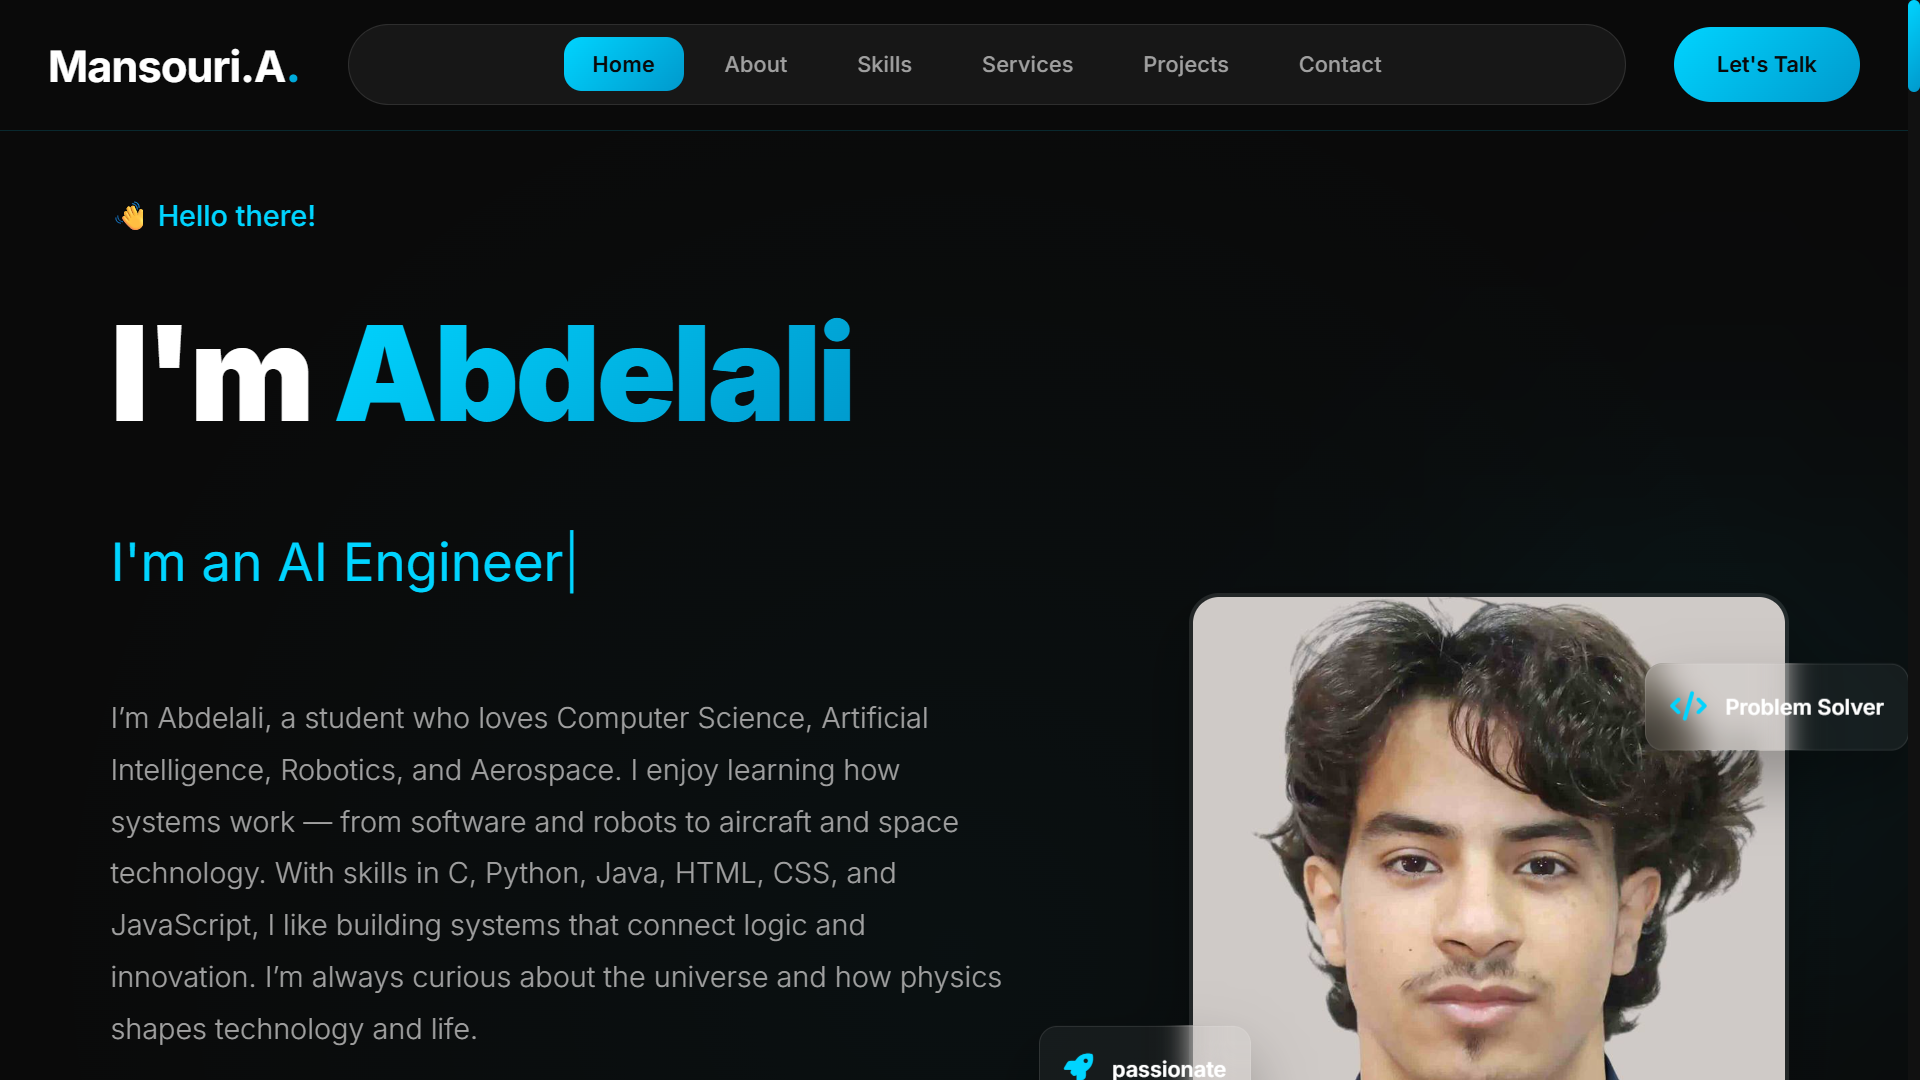 Mansouri.A.
Home
About
Skills
Services
Projects
Contact
Let's Talk
👋 Hello there!
I'm Abdelali
I'm an AI Engineer|
I’m Abdelali, a student who loves Computer Science, Artificial
Intelligence, Robotics, and Aerospace. I enjoy learning how
systems work — from software and robots to aircraft and space
technology. With skills in C, Python, Java, HTML, CSS, and
JavaScript, I like building systems that connect logic and
innovation. I’m always curious about the universe and how physics
shapes technology and life.
Problem Solver
passionate